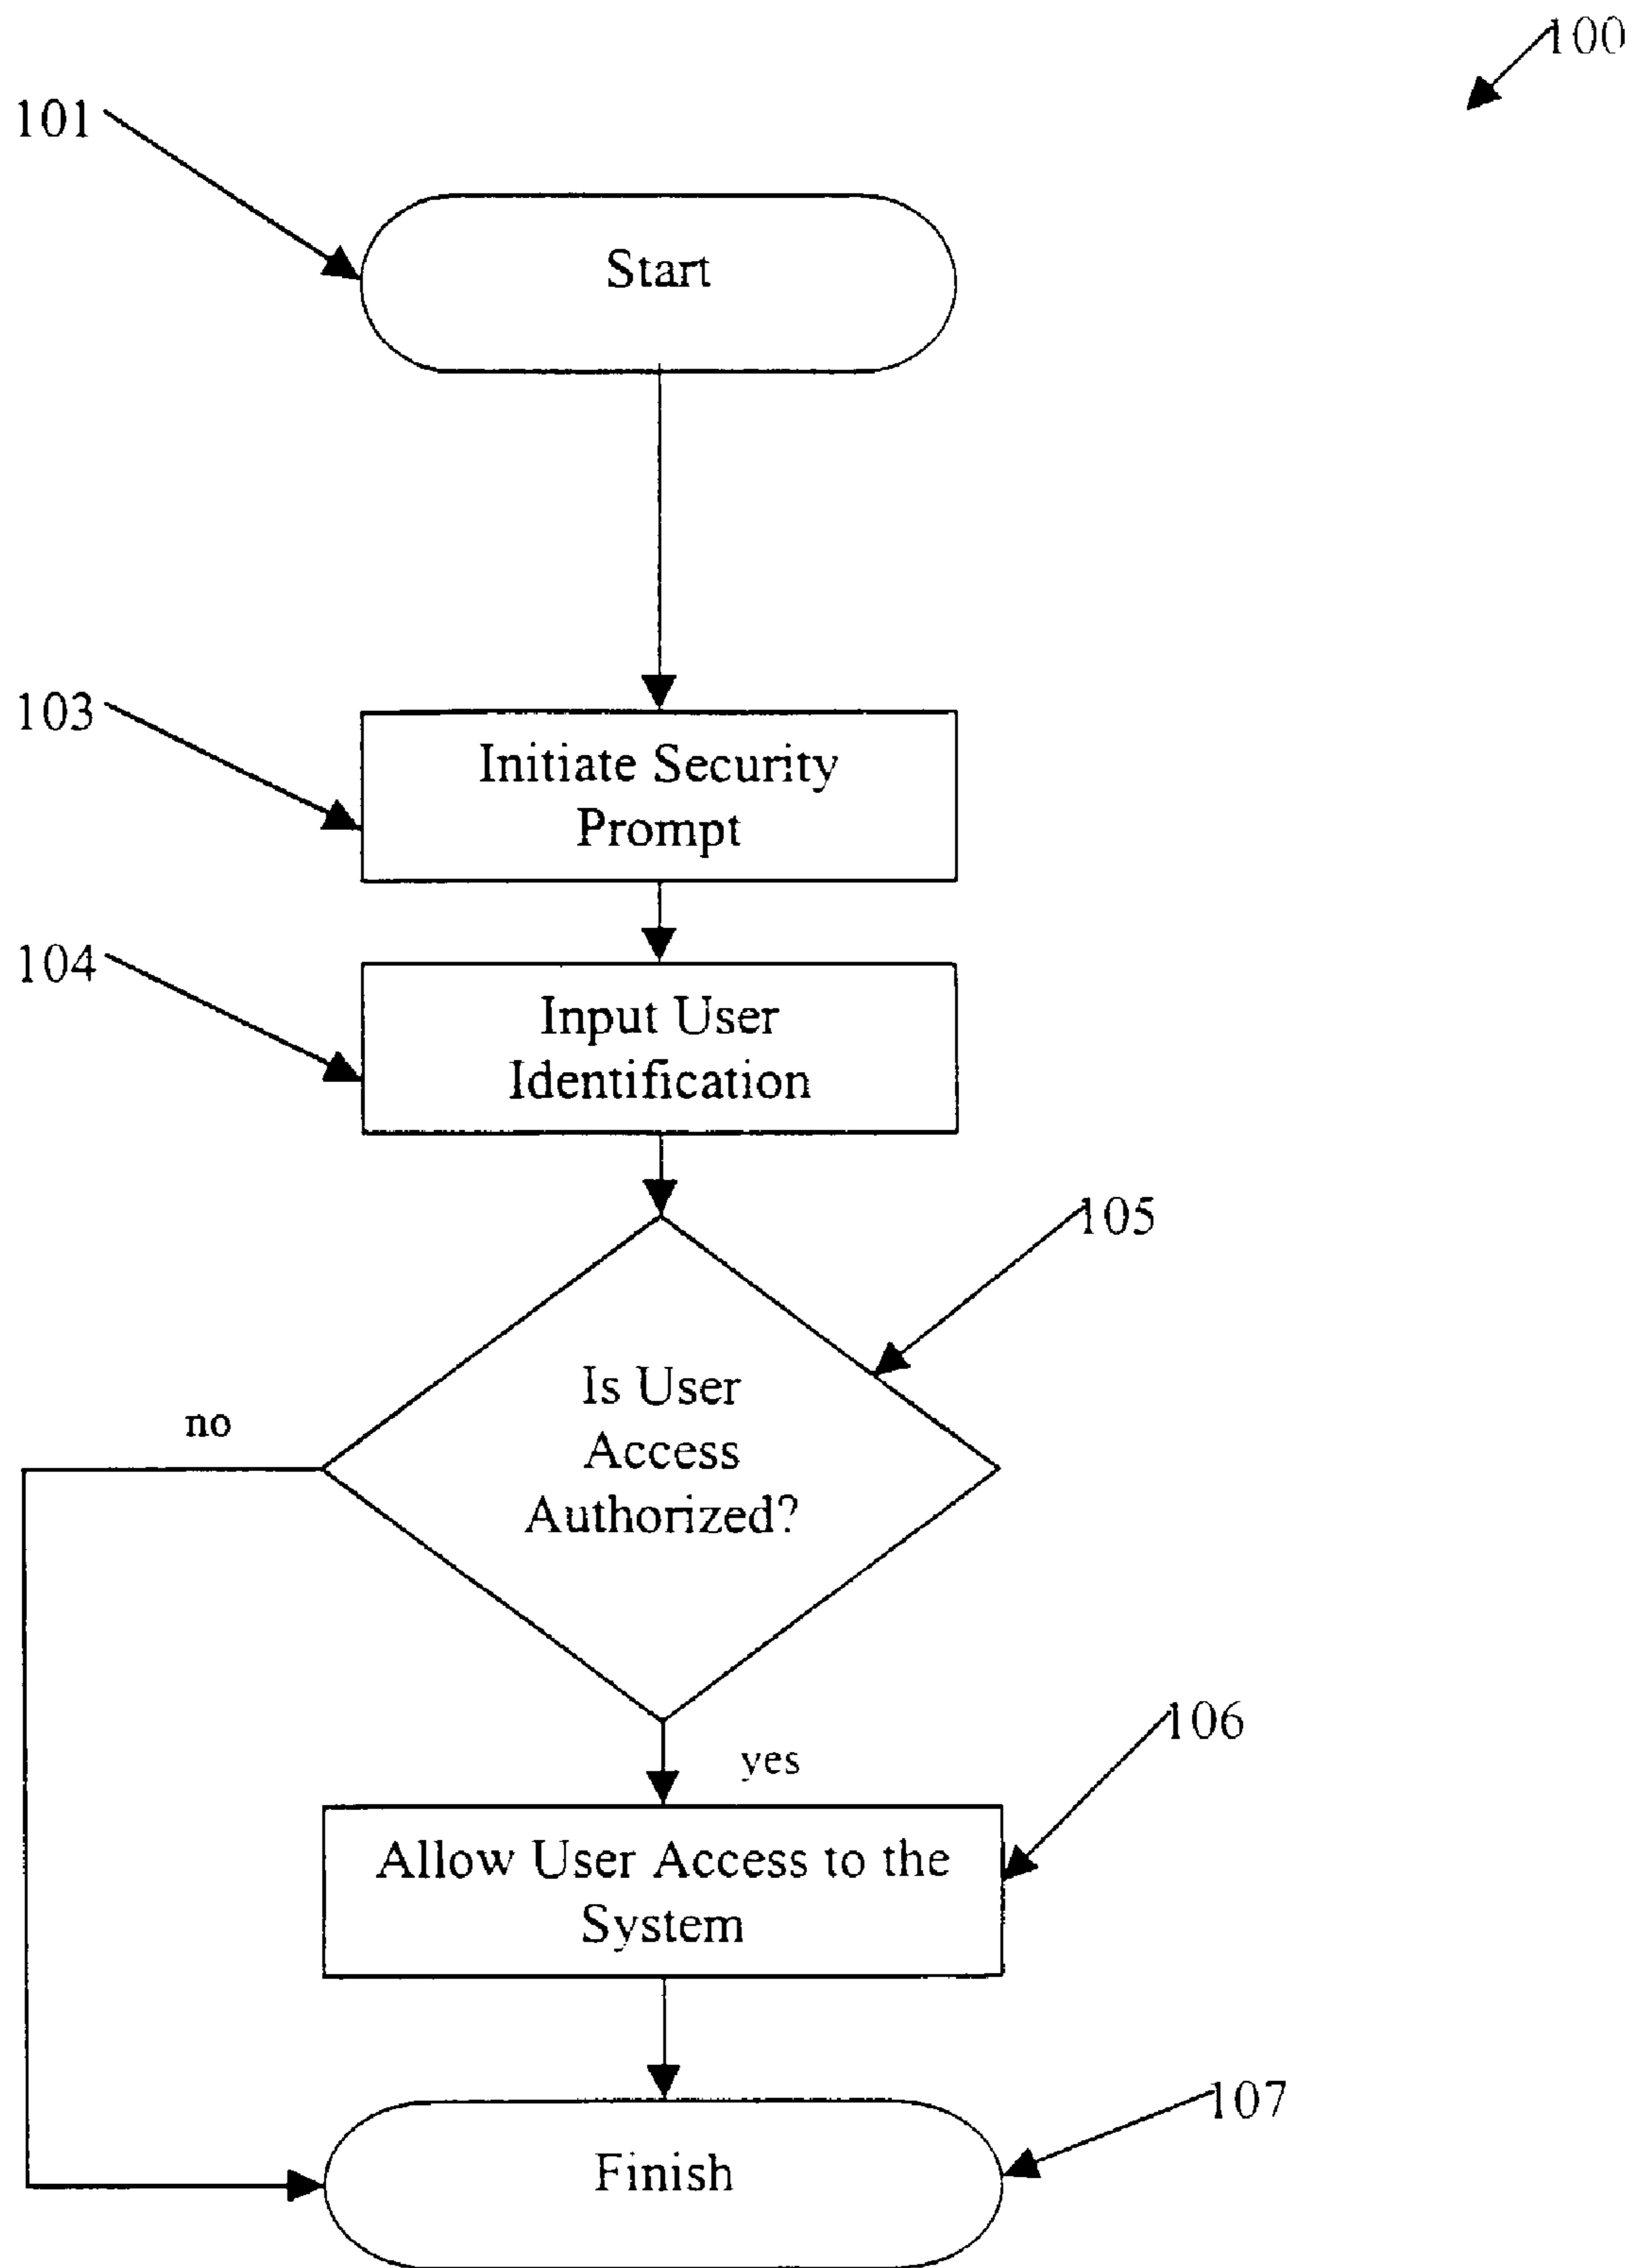 100
101
Start
103
Initiate Security
Prompt
104
Input User
Identification
105
Is User
Access
Authorized?
no
yes
106
Allow User Access to the
System
107
Finish